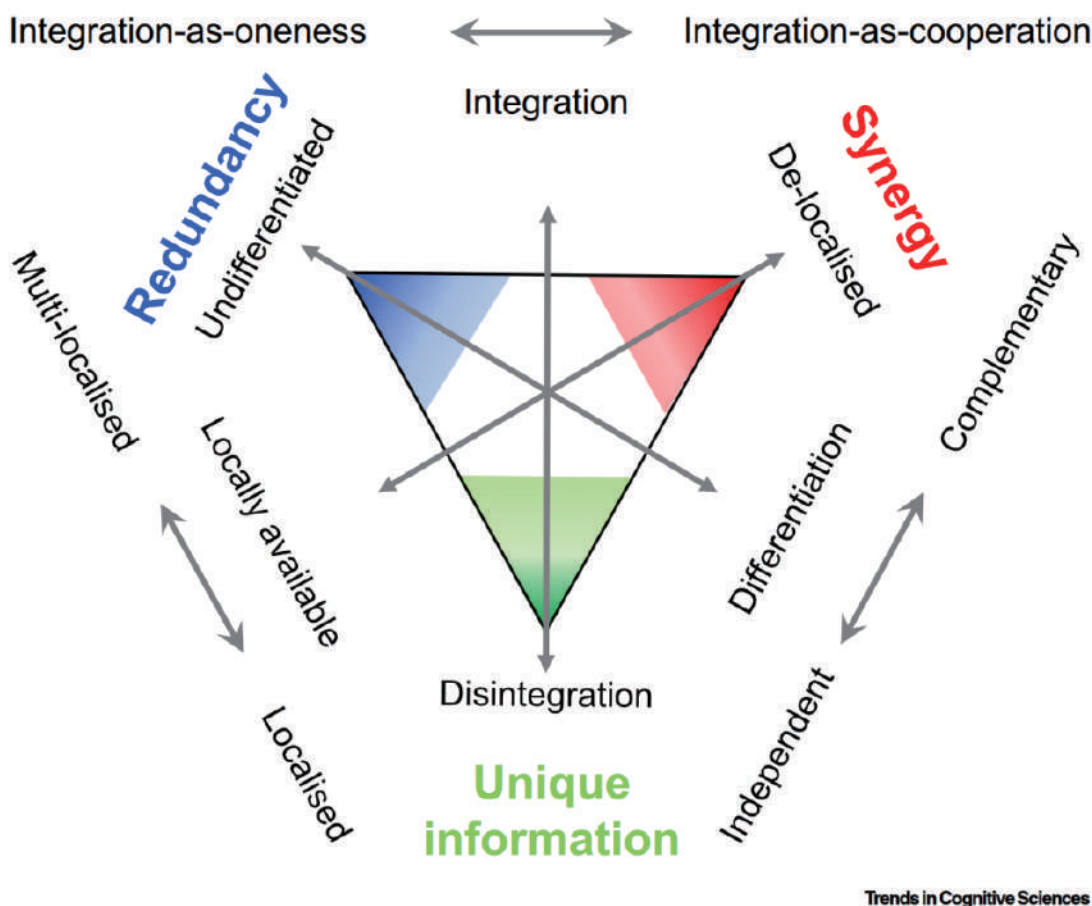 Integration-as-oneness
Integration-as-cooperation
Integration
Redundancy
Undifferentiated
Multi-localised
Synergy
De-localised
Complementary
Locally available
Differentiation
Localised
Disintegration
Independent
Unique
information
Trends in Cognitive Sciences